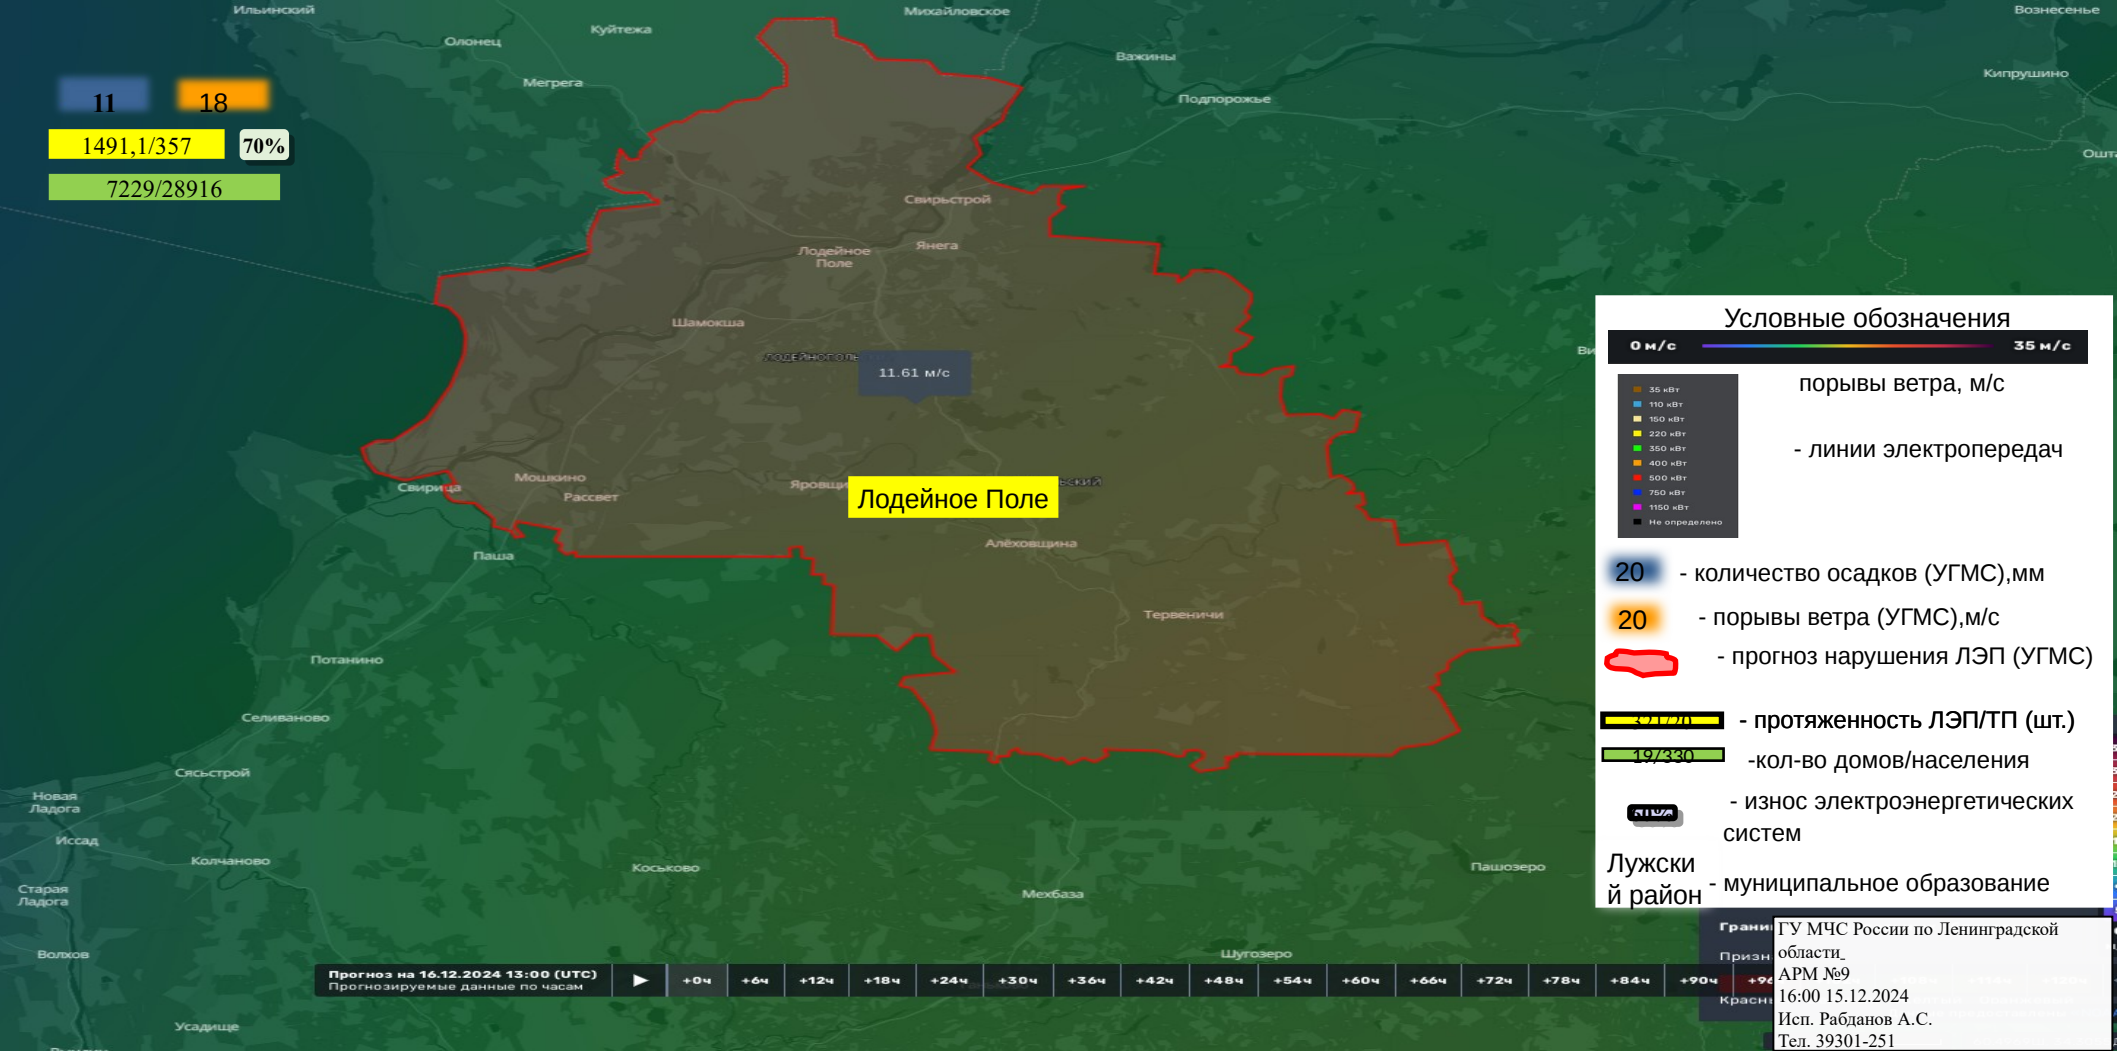 Ильинский
Михайловское
Вознесенье
Олонец
Куйтежа
Важины
Мегрега
Кипрушино
Подпорожье
11
18
1491,1/357
70%
7229/28916
Свирьстрой
Янега
Лодейное
Поле
Шамокша
11.61 м/с
Мошкино
Рассвет
Свирица
Лодейное Поле
Паша
Алёховщина
Тервеничи
Потанино
Селиваново
Сясьстрой
Новая
Ладога
Иссад
Колчаново
Старая
Ладога
Коськово
Мехбаза
Пашозеро
Волхов
Шугозеро
Усадище
Прогноз на 16.12.2024 13:00 (UTC)
Прогнозируемые данные по часам
+0ч +6ч +12ч +18ч +24ч +30ч +36ч +42ч +48ч +54ч +60ч +66ч +72ч +78ч +84ч +90ч
Условные обозначения
0 м/с 35 м/с
порывы ветра, м/с
35 кВт
110 кВт
150 кВт
220 кВт
350 кВт
400 кВт
500 кВт
750 кВт
1150 кВт
Не определено
- линии электропередач
20 - количество осадков (УГМС),мм
20 - порывы ветра (УГМС),м/с
- прогноз нарушения ЛЭП (УГМС)
321/20 - протяженность ЛЭП/ТП (шт.)
19/330 -кол-во домов/населения
- износ электроэнергетических
систем
Лужски
й район - муниципальное образование
ГУ МЧС России по Ленинградской
области_
АРМ №9
16:00 15.12.2024
Исп. Рабданов А.С.
Тел. 39301-251